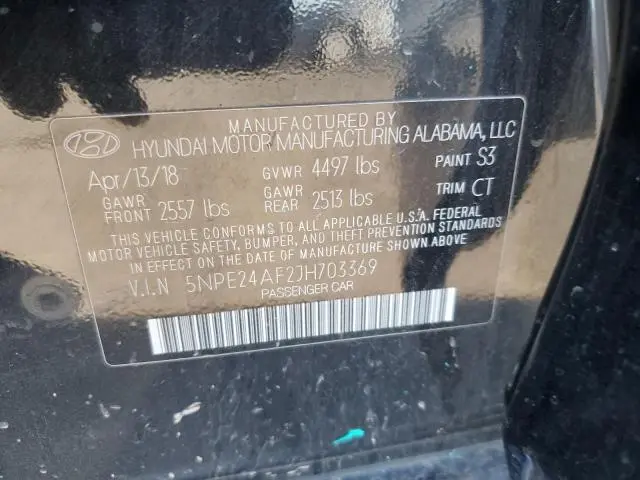 MANUFACTURED BY
HYUNDAI MOTOR MANUFACTURING ALABAMA, LLC
Apr/13/18 GVWR 4497 lbs PAINT S3
GAWR FRONT 2557 lbs GAWR REAR 2513 lbs TRIM CT
THIS VEHICLE CONFORMS TO ALL APPLICABLE U.S.A. FEDERAL
MOTOR VEHICLE SAFETY, BUMPER, AND THEFT PREVENTION STANDARDS
IN EFFECT ON THE DATE OF MANUFACTURE SHOWN ABOVE
V.I.N 5NPE24AF2JH703369
PASSENGER CAR